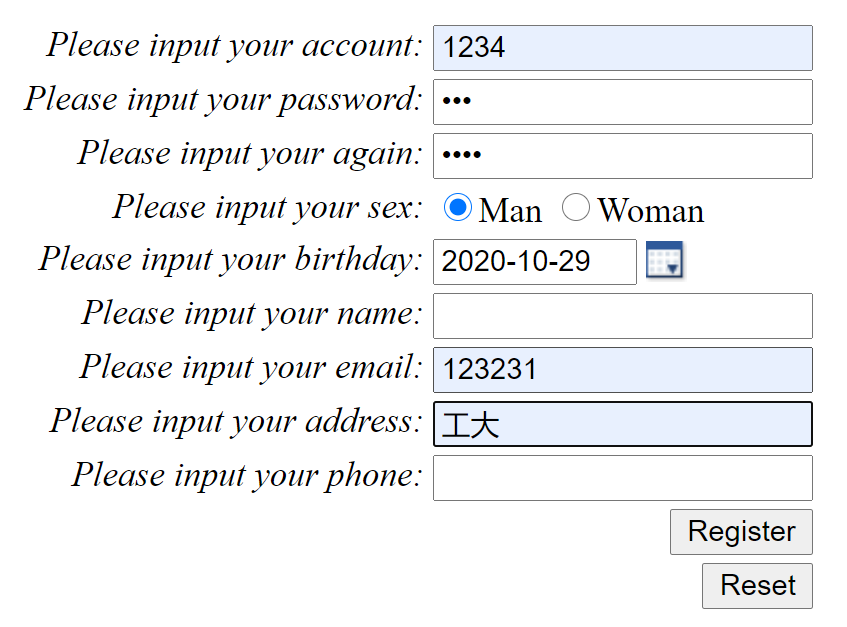 Please input your account: 1234
Please input your password: •••
Please input your again: ••••
Please input your sex: Man Woman
Please input your birthday: 2020-10-29
Please input your name:
Please input your email: 123231
Please input your address: 工大
Please input your phone:
Register
Reset